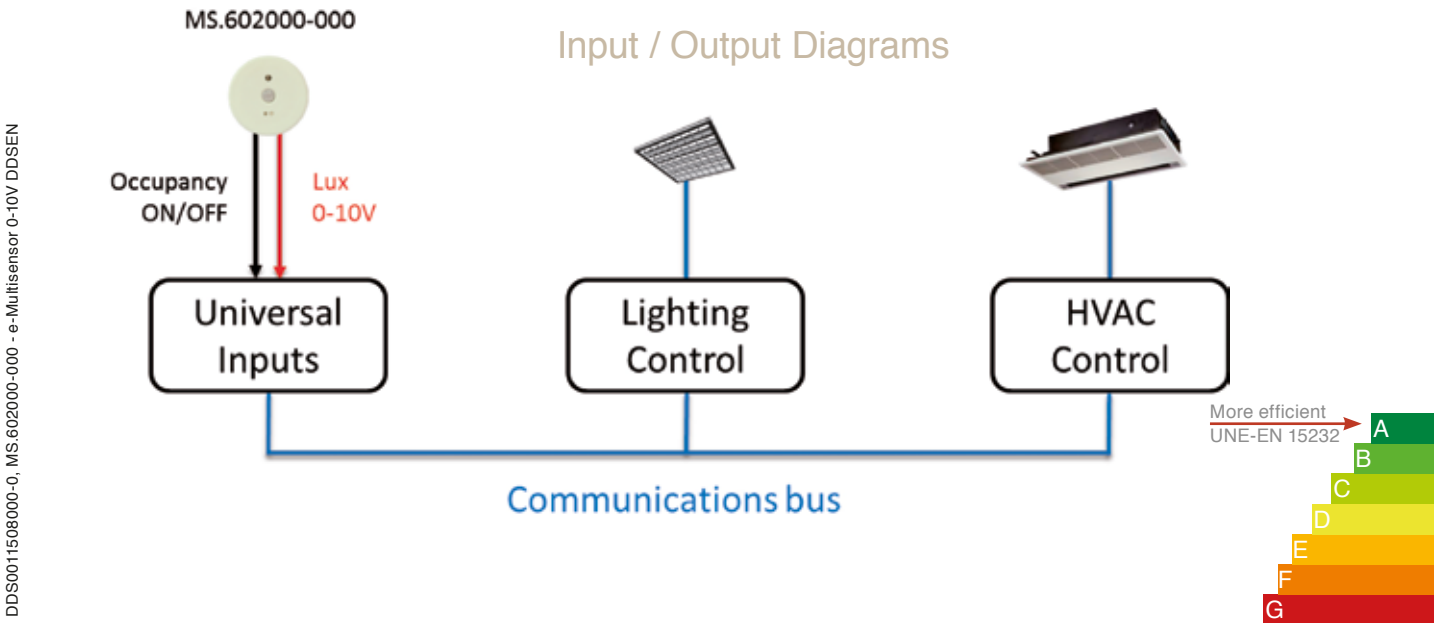 MS.602000-000
Input / Output Diagrams
Occupancy
ON/OFF
Lux
0-10V
Universal
Inputs
Lighting
Control
HVAC
Control
Communications bus
More efficient
UNE-EN 15232
A
B
C
D
E
F
G
DDS00115080000-0, MS.602000-000 - e-Multisensor 0-10V DDSEN